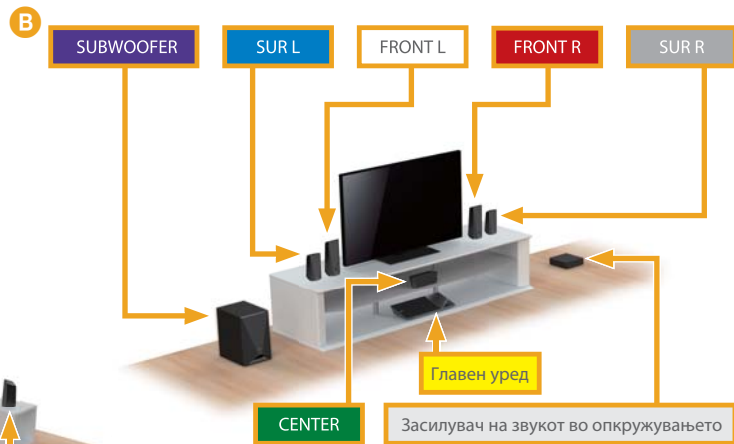 B
SUBWOOFER
SUR L
FRONT L
FRONT R
SUR R
Главен уред
CENTER
Засилувач на звукот во опкружувањето